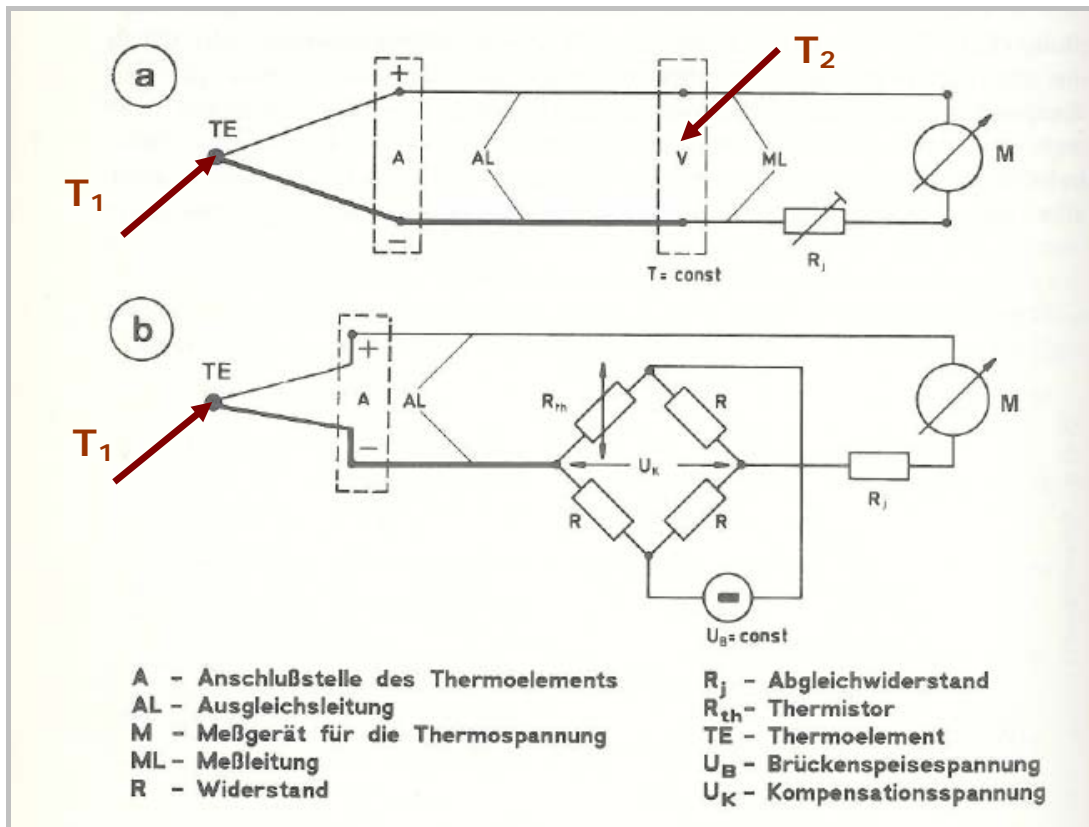 a
T₂
+
TE
A
AL
V
ML
M
T₁
−
Rj
T = const
b
+
TE
A
AL
Rth
R
M
T₁
−
UK
R
R
Rj
UB = const
A – Anschlußstelle des Thermoelements
AL – Ausgleichsleitung
M – Meßgerät für die Thermospannung
ML – Meßleitung
R – Widerstand
Rj – Abgleichwiderstand
Rth – Thermistor
TE – Thermoelement
UB – Brückenspeisespannung
UK – Kompensationsspannung